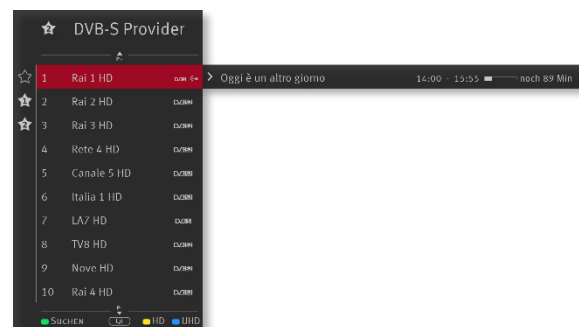 DVB-S Provider
1 Rai 1 HD Oggi è un altro giorno 14:00 - 15:55 noch 89 Min
2 Rai 2 HD
3 Rai 3 HD
4 Rete 4 HD
5 Canale 5 HD
6 Italia 1 HD
7 LA7 HD
8 TV8 HD
9 Nove HD
10 Rai 4 HD
SUCHEN HD UHD